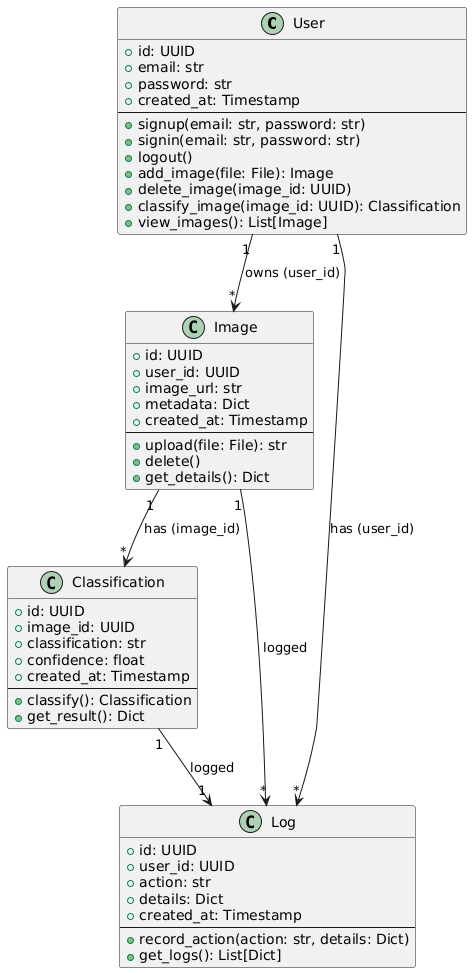 C User
id: UUID
email: str
password: str
created_at: Timestamp
signup(email: str, password: str)
signin(email: str, password: str)
logout()
add_image(file: File): Image
delete_image(image_id: UUID)
classify_image(image_id: UUID): Classification
view_images(): List[Image]
1
1
owns (user_id)
*
C Image
id: UUID
user_id: UUID
image_url: str
metadata: Dict
created_at: Timestamp
upload(file: File): str
delete()
get_details(): Dict
1
1
has (image_id)
has (user_id)
*
C Classification
id: UUID
image_id: UUID
classification: str
confidence: float
created_at: Timestamp
classify(): Classification
get_result(): Dict
logged
1
logged
1
*
*
C Log
id: UUID
user_id: UUID
action: str
details: Dict
created_at: Timestamp
record_action(action: str, details: Dict)
get_logs(): List[Dict]